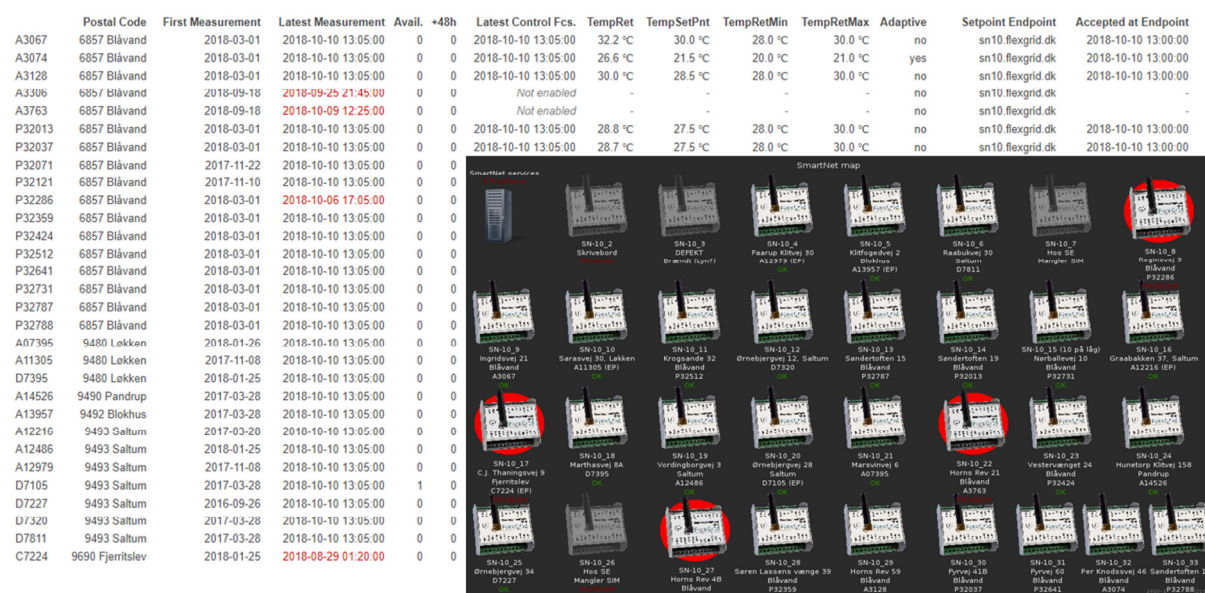 Postal Code First Measurement Latest Measurement Avail. +48h Latest Control Fcs. TempRet TempSetPnt TempRetMin TempRetMax Adaptive Setpoint Endpoint Accepted at Endpoint
A3067 6857 Blåvand 2018-03-01 2018-10-10 13:05:00 0 0 2018-10-10 13:05:00 32.2 °C 30.0 °C 28.0 °C 30.0 °C no sn10.flexgrid.dk 2018-10-10 13:00:00
A3074 6857 Blåvand 2018-03-01 2018-10-10 13:05:00 0 0 2018-10-10 13:05:00 26.6 °C 21.5 °C 20.0 °C 21.0 °C yes sn10.flexgrid.dk 2018-10-10 13:00:00
A3128 6857 Blåvand 2018-03-01 2018-10-10 13:05:00 0 0 2018-10-10 13:05:00 30.0 °C 28.5 °C 28.0 °C 30.0 °C no sn10.flexgrid.dk 2018-10-10 13:00:00
A3306 6857 Blåvand 2018-09-18 2018-09-25 21:45:00 0 0 Not enabled - - - - no sn10.flexgrid.dk -
A3763 6857 Blåvand 2018-09-18 2018-10-09 12:25:00 0 0 Not enabled - - - - no sn10.flexgrid.dk -
P32013 6857 Blåvand 2018-03-01 2018-10-10 13:05:00 0 0 2018-10-10 13:05:00 28.8 °C 27.5 °C 28.0 °C 30.0 °C no sn10.flexgrid.dk 2018-10-10 13:00:00
P32037 6857 Blåvand 2018-03-01 2018-10-10 13:05:00 0 0 2018-10-10 13:05:00 28.7 °C 27.5 °C 28.0 °C 30.0 °C no sn10.flexgrid.dk 2018-10-10 13:00:00
P32071 6857 Blåvand 2017-11-22 2018-10-10 13:05:00 0 0
P32121 6857 Blåvand 2017-11-10 2018-10-10 13:05:00 0 0
P32286 6857 Blåvand 2018-03-01 2018-10-06 17:05:00 0 0
P32359 6857 Blåvand 2018-03-01 2018-10-10 13:05:00 0 0
P32424 6857 Blåvand 2018-03-01 2018-10-10 13:05:00 0 0
P32512 6857 Blåvand 2018-03-01 2018-10-10 13:05:00 0 0
P32641 6857 Blåvand 2018-03-01 2018-10-10 13:05:00 0 0
P32731 6857 Blåvand 2018-03-01 2018-10-10 13:05:00 0 0
P32787 6857 Blåvand 2018-03-01 2018-10-10 13:05:00 0 0
P32788 6857 Blåvand 2018-03-01 2018-10-10 13:05:00 0 0
A07395 9480 Løkken 2018-01-26 2018-10-10 13:05:00 0 0
A11305 9480 Løkken 2017-11-08 2018-10-10 13:05:00 0 0
D7395 9480 Løkken 2018-01-25 2018-10-10 13:05:00 0 0
A14526 9490 Pandrup 2017-03-28 2018-10-10 13:05:00 0 0
A13957 9492 Blokhus 2017-03-28 2018-10-10 13:05:00 0 0
A12216 9493 Saltum 2017-03-28 2018-10-10 13:05:00 0 0
A12486 9493 Saltum 2018-01-25 2018-10-10 13:05:00 0 0
A12979 9493 Saltum 2017-11-08 2018-10-10 13:05:00 0 0
D7105 9493 Saltum 2017-03-28 2018-10-10 13:05:00 1 0
D7227 9493 Saltum 2016-09-26 2018-10-10 13:05:00 0 0
D7320 9493 Saltum 2017-03-28 2018-10-10 13:05:00 0 0
D7811 9493 Saltum 2017-03-28 2018-10-10 13:05:00 0 0
C7224 9690 Fjerritslev 2018-01-25 2018-08-29 01:20:00 0 0
SmartNet map
SmartNet services
SN-10_2
Skrivebord
SN-10_3
DEFEKT
Brændt (Lyn?)
SN-10_4
Faarup Klitvej 30
A12979 (EP)
OK
SN-10_5
Klitfogedvej 2
Blokhus
A13957 (EP)
OK
SN-10_6
Raabukvej 30
Saltum
D7811
OK
SN-10_7
Hos SE
Mangler SIM
SN-10_8
Reginevej 9
Blåvand
P32286
SN-10_9
Ingridsvej 21
Blåvand
A3067
OK
SN-10_10
Sarasvej 30, Løkken
A11305 (EP)
OK
SN-10_11
Krogsande 32
Blåvand
P32512
OK
SN-10_12
Ørnebjergvej 12, Saltum
D7320
OK
SN-10_13
Søndertoften 15
Blåvand
P32787
OK
SN-10_14
Søndertoften 19
Blåvand
P32013
OK
SN-10_15 (10 på låg)
Nørballevej 10
Blåvand
P32731
OK
SN-10_16
Graabakken 37, Saltum
A12216 (EP)
OK
SN-10_17
C.J. Thaningsvej 9
Fjerritslev
C7224 (EP)
SN-10_18
Marthasvej 8A
D7395
OK
SN-10_19
Vordingborgvej 3
Saltum
A12486
OK
SN-10_20
Ørnebjergvej 28
Saltum
D7105 (EP)
OK
SN-10_21
Marsvinvej 6
A07395
OK
SN-10_22
Horns Rev 21
Blåvand
A3763
SN-10_23
Vestervænget 24
Blåvand
P32424
OK
SN-10_24
Hunetorp Klitvej 158
Pandrup
A14526
OK
SN-10_25
Ørnebjergvej 34
D7227
OK
SN-10_26
Hos SE
Mangler SIM
SN-10_27
Horns Rev 4B
Blåvand
SN-10_28
Søren Lassens vænge 39
Blåvand
P32359
SN-10_29
Horns Rev 59
Blåvand
A3128
SN-10_30
Fyrvej 41B
Blåvand
P32037
SN-10_31
Fyrvej 60
Blåvand
P32641
SN-10_32
Per Knodssvej 46
Blåvand
A3074
SN-10_33
Søndertoften 1
Blåvand
P32788